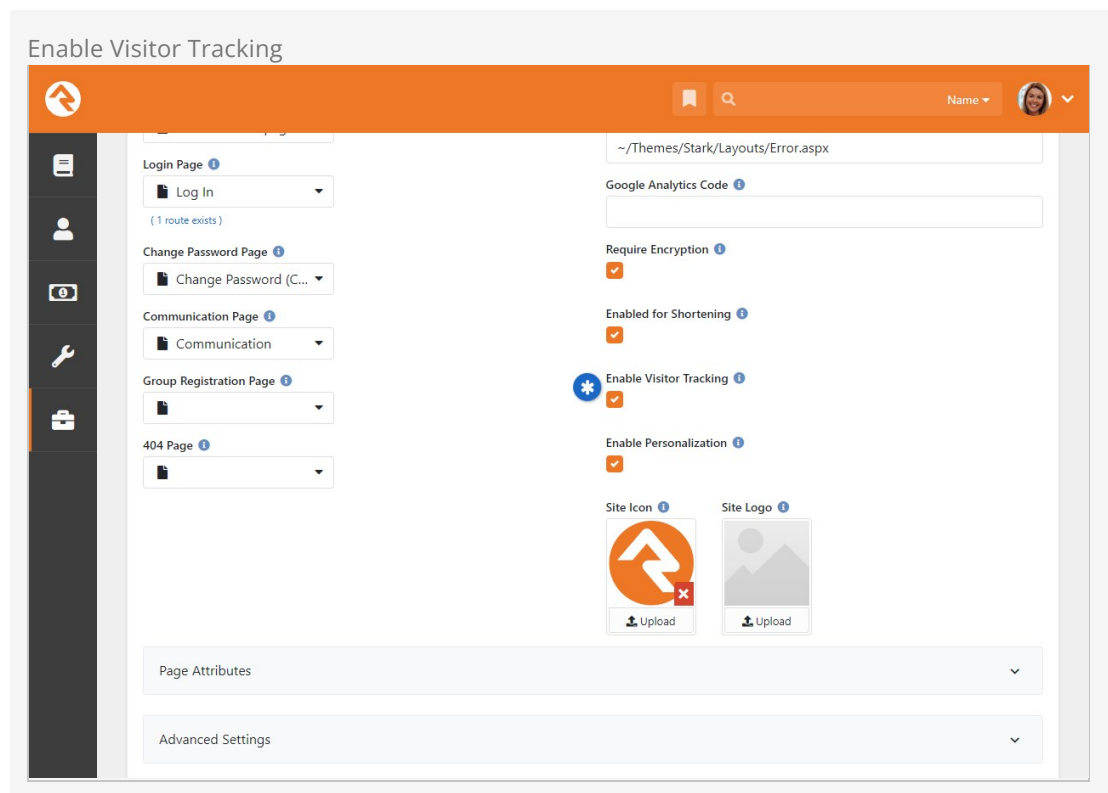 Enable Visitor Tracking
Name
~/Themes/Stark/Layouts/Error.aspx
Login Page
Log In
( 1 route exists )
Google Analytics Code
Change Password Page
Change Password (C...
Require Encryption
Communication Page
Communication
Enabled for Shortening
Group Registration Page
Enable Visitor Tracking
404 Page
Enable Personalization
Site Icon
Site Logo
Upload
Upload
Page Attributes
Advanced Settings